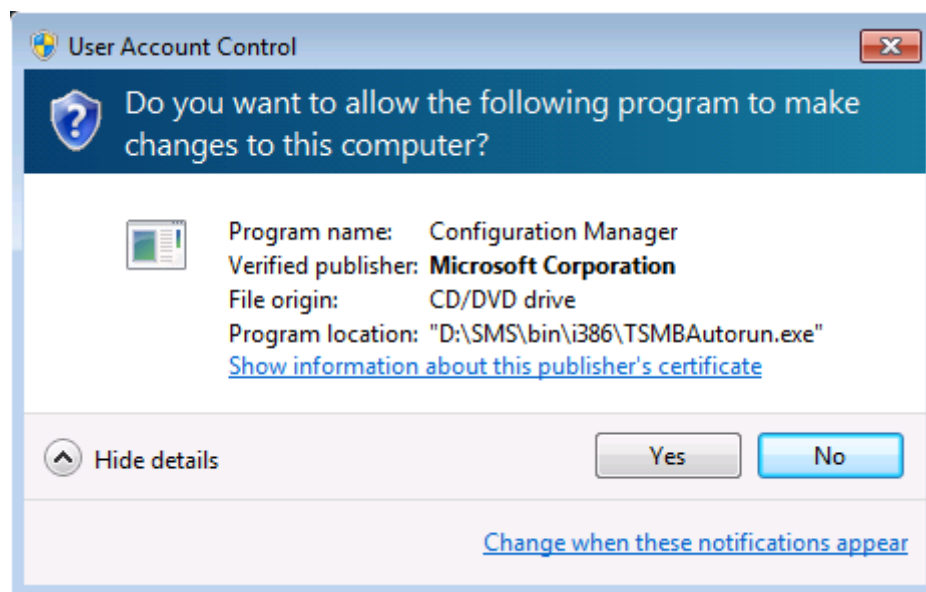 User Account Control
Do you want to allow the following program to make
changes to this computer?
Program name: Configuration Manager
Verified publisher: Microsoft Corporation
File origin: CD/DVD drive
Program location: "D:\SMS\bin\i386\TSMBAutorun.exe"
Show information about this publisher's certificate
Hide details
Yes
No
Change when these notifications appear